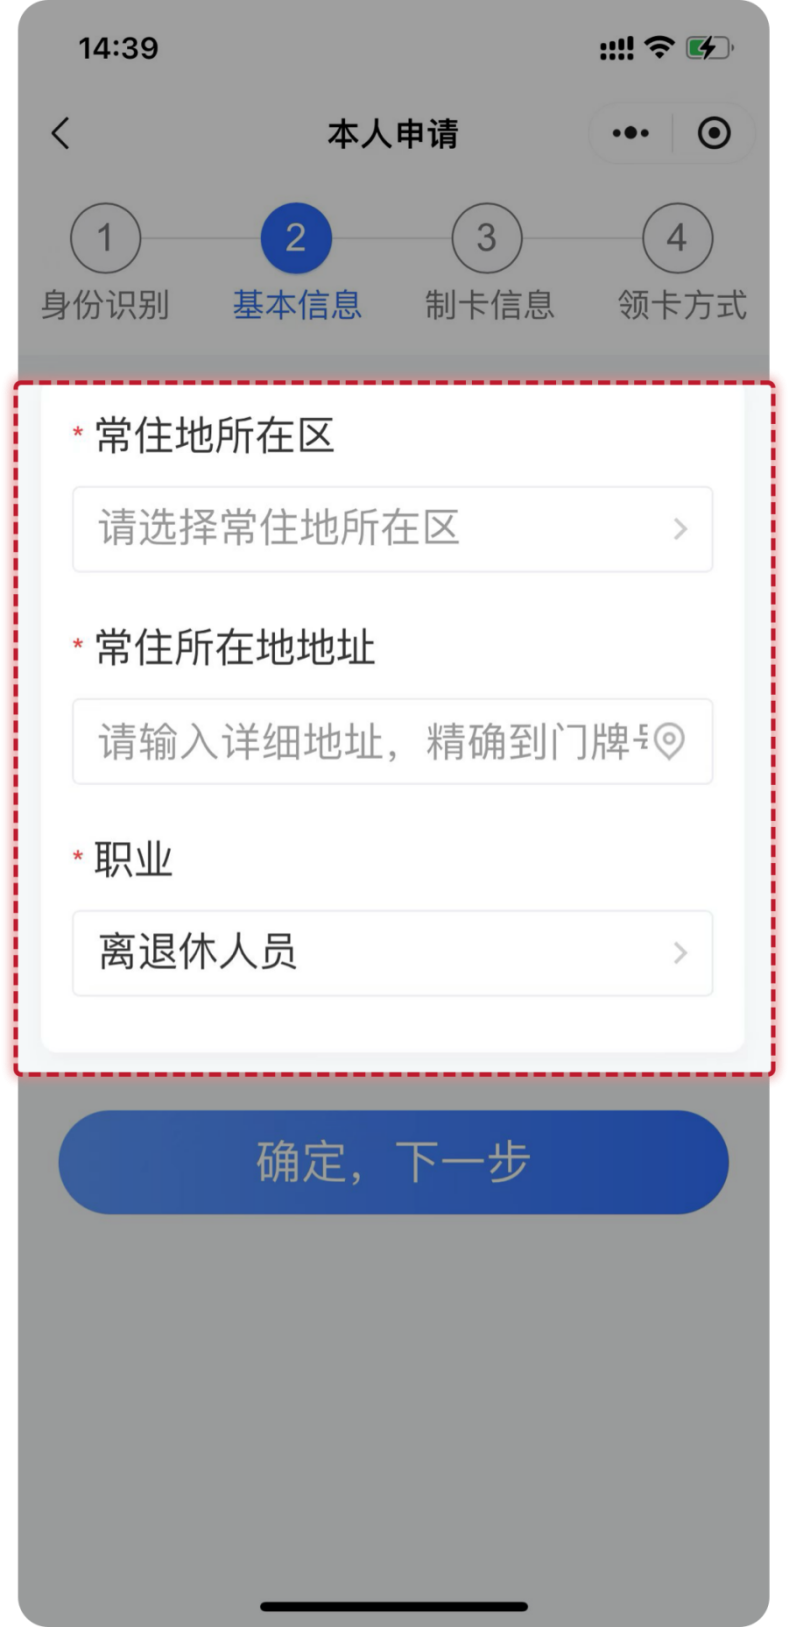 14:39
本人申请
1
2
3
4
身份识别
基本信息
制卡信息
领卡方式
* 常住地所在区
请选择常住地所在区
* 常住所在地地址
请输入详细地址，精确到门牌
* 职业
离退休人员
确定，下一步